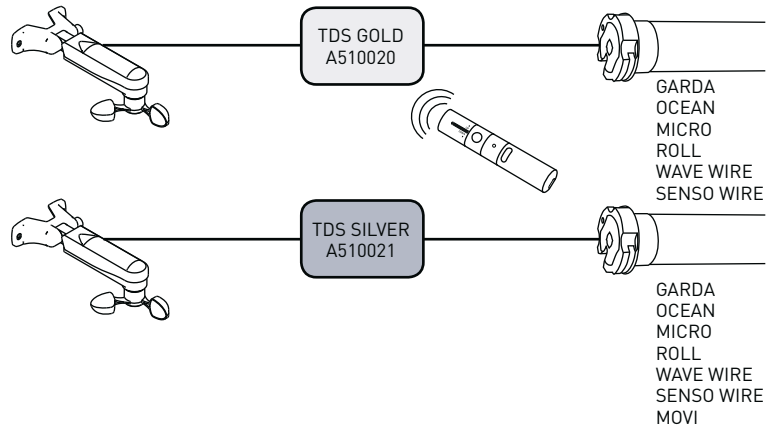 TDS GOLD
A510020
GARDA
OCEAN
MICRO
ROLL
WAVE WIRE
SENSO WIRE
TDS SILVER
A510021
GARDA
OCEAN
MICRO
ROLL
WAVE WIRE
SENSO WIRE
MOVI